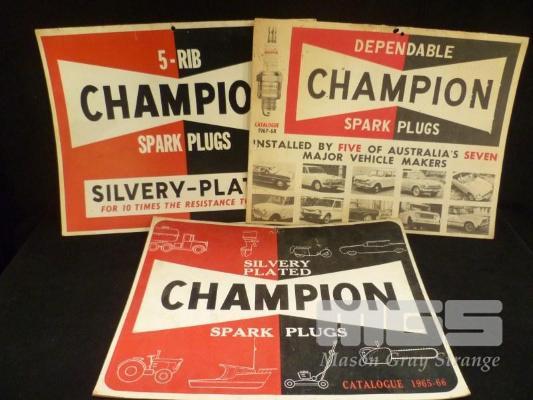 5-RIB
CHAMPIO
SPARK PLUGS
SILVERY-PLAT
FOR 10 TIMES THE RESISTANCE T
DEPENDABLE
CHAMPION
SPARK PLUGS
CATALOGUE
1967-68
INSTALLED BY FIVE OF AUSTRALIA'S SEVEN
MAJOR VEHICLE MAKERS
SILVERY
PLATED
CHAMPION
SPARK PLUGS
CATALOGUE 1965-66
MGS
Mason Gray Strange